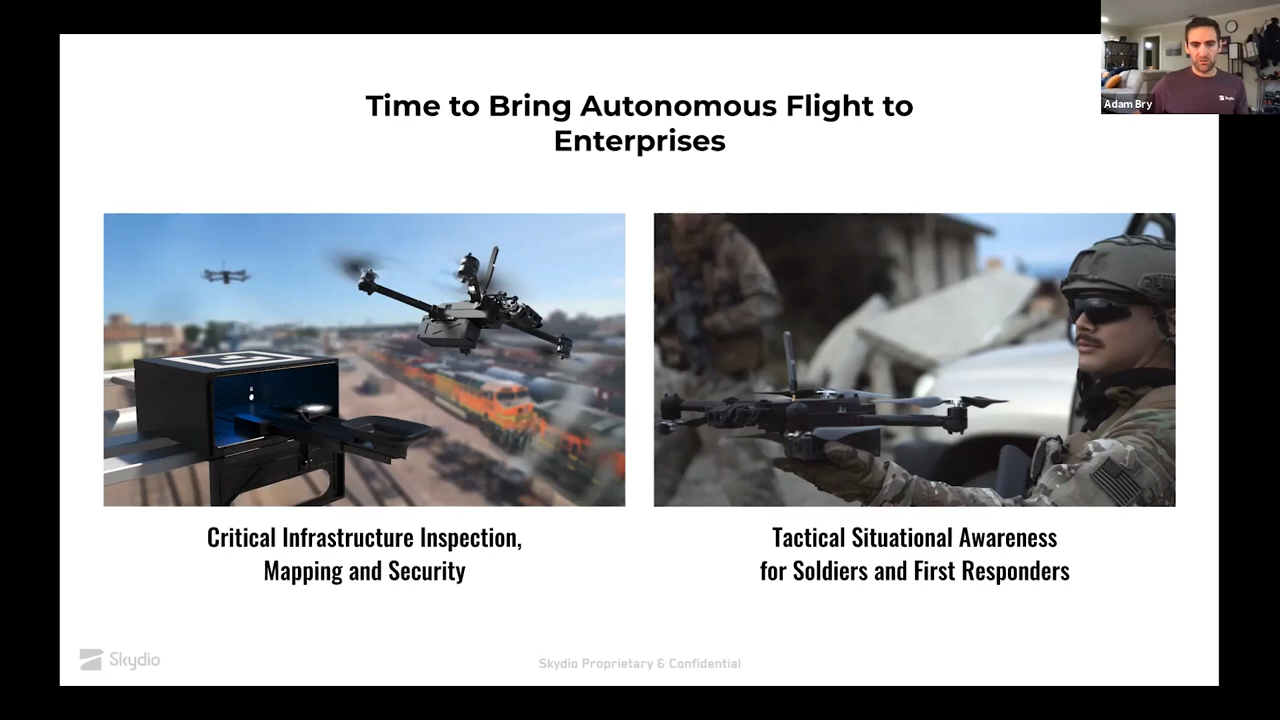 Adam Bry
Time to Bring Autonomous Flight to
Enterprises
Critical Infrastructure Inspection,
Mapping and Security
Tactical Situational Awareness
for Soldiers and First Responders
Skydio
Skydio Proprietary & Confidential